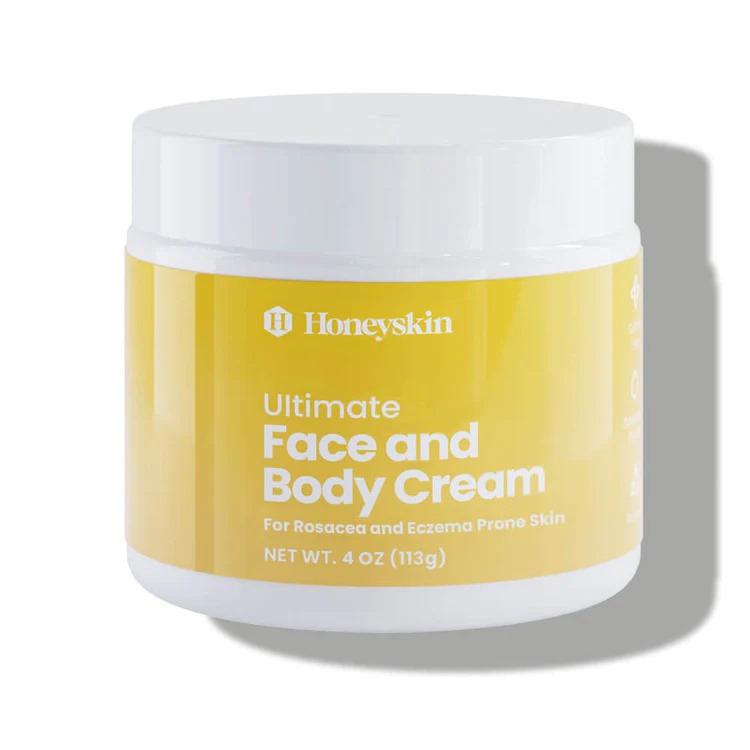 H Honeyskin
Ultimate
Face and
Body Cream
For Rosacea and Eczema Prone Skin
NET WT. 4 OZ (113g)